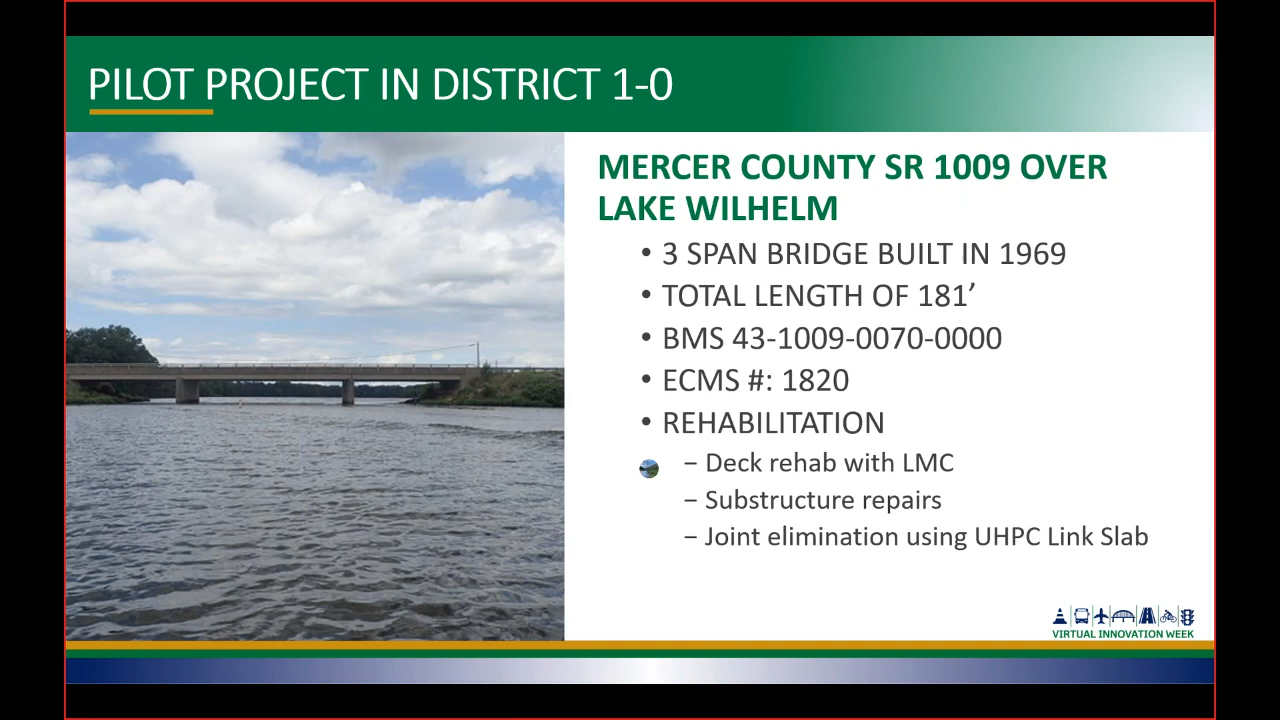 PILOT PROJECT IN DISTRICT 1-0
MERCER COUNTY SR 1009 OVER
LAKE WILHELM
• 3 SPAN BRIDGE BUILT IN 1969
• TOTAL LENGTH OF 181’
• BMS 43-1009-0070-0000
• ECMS #: 1820
• REHABILITATION
– Deck rehab with LMC
– Substructure repairs
– Joint elimination using UHPC Link Slab
VIRTUAL INNOVATION WEEK